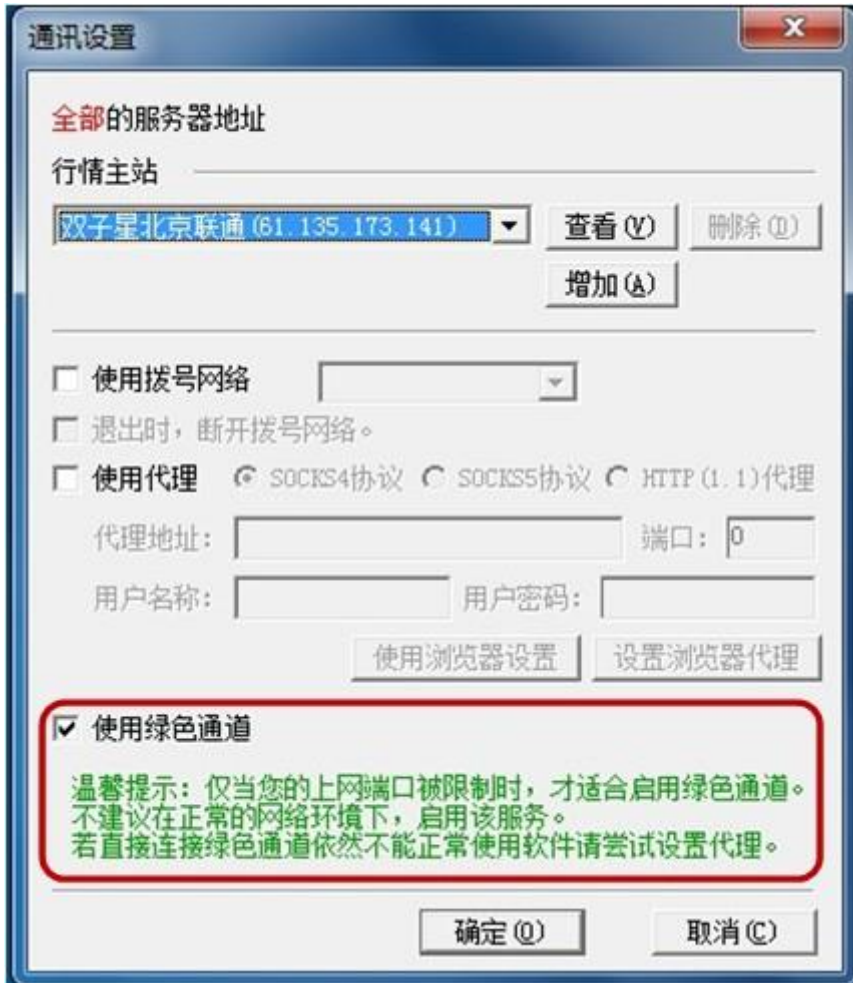 通讯设置
全部的服务器地址
行情主站
双子星北京联通(61.135.173.141) 查看(V) 删除(D)
增加(A)
使用拨号网络
退出时，断开拨号网络。
使用代理 SOCKS4协议 SOCKS5协议 HTTP(1.1)代理
代理地址： 端口：0
用户名称： 用户密码：
使用浏览器设置 设置浏览器代理
使用绿色通道
温馨提示：仅当您的上网端口被限制时，才适合启用绿色通道。
不建议在正常的网络环境下，启用该服务。
若直接连接绿色通道依然不能正常使用软件请尝试设置代理。
确定(O) 取消(C)